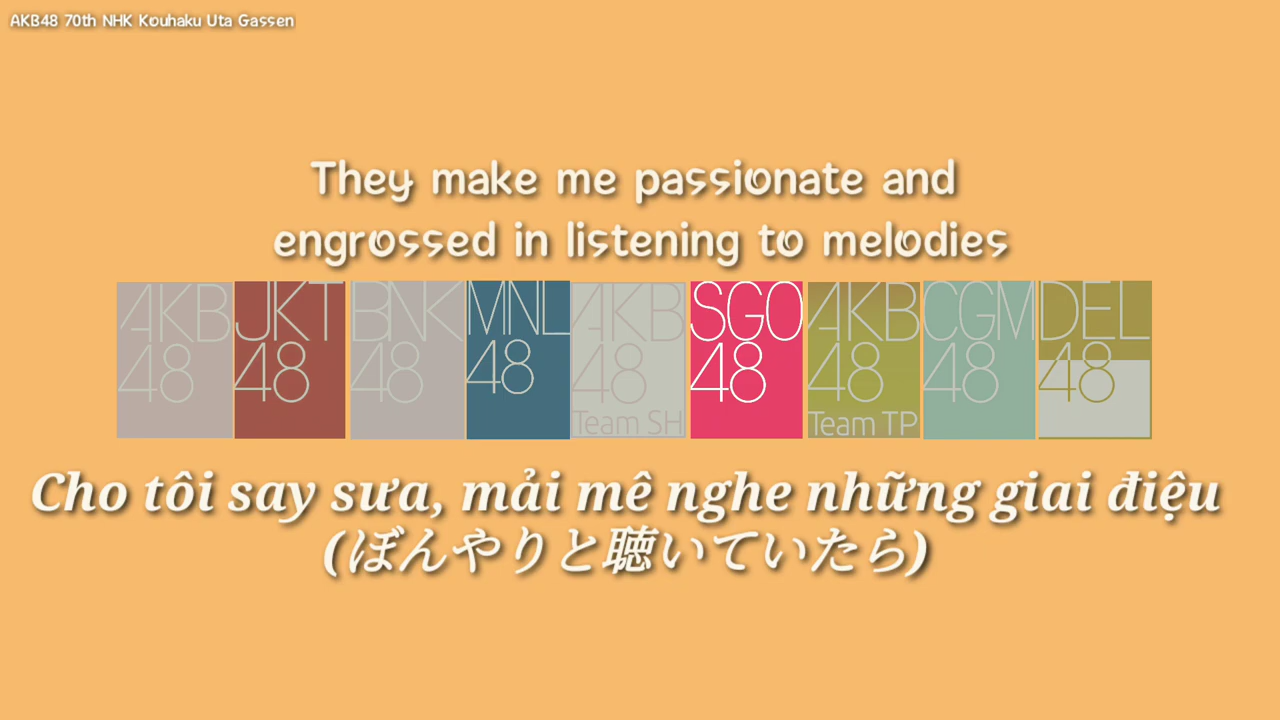 AKB48 70th NHK Kouhaku Uta Gassen
They make me passionate and
engrossed in listening to melodies
AKB JKT BNK MNL AKB SGO AKB CGM DEL
48 48 48 48 48 48 48 48 48
Team SH Team TP
Cho tôi say sưa, mải mê nghe những giai điệu
(ぼんやりと聴いていたら)